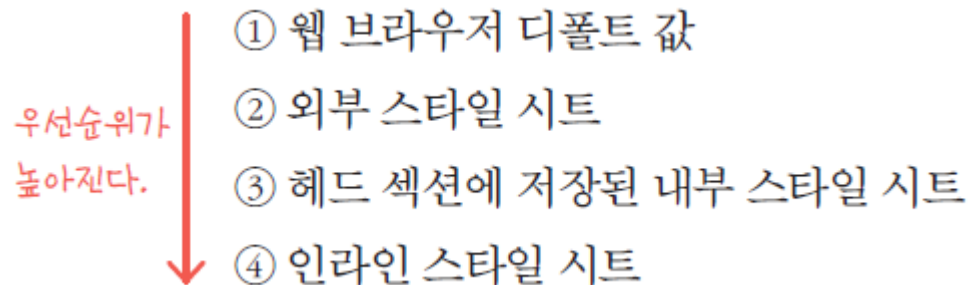 ① 웹 브라우저 디폴트 값
② 외부 스타일 시트
우선순위가
높아진다.
③ 헤드 섹션에 저장된 내부 스타일 시트
④ 인라인 스타일 시트